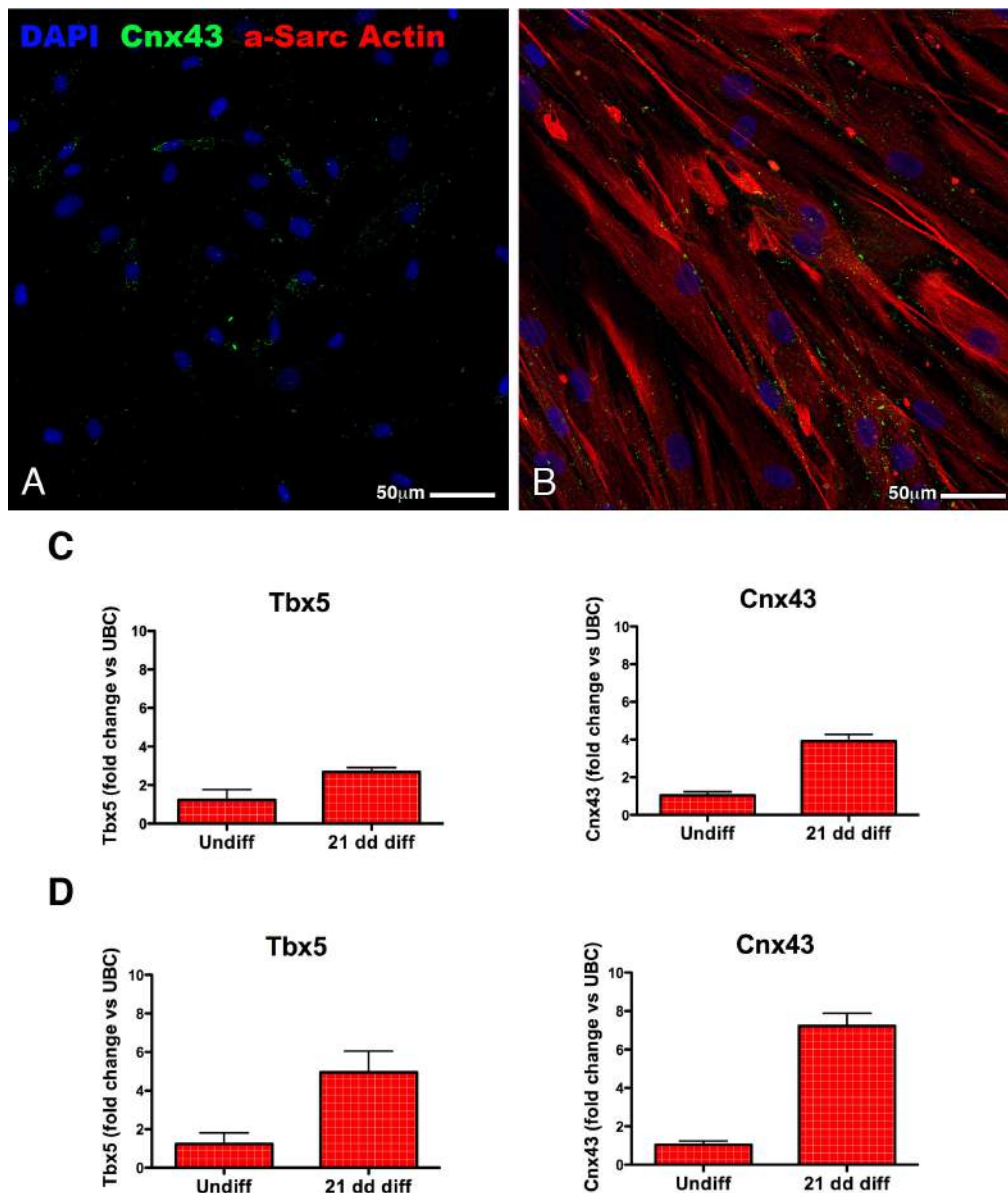 DAPI Cnx43 a-Sarc Actin
A
50µm
B
50µm
C
Tbx5
Tbx5 (fold change vs UBC)
10
8
6
4
2
0
Undiff
21 dd diff
Cnx43
Cnx43 (fold change vs UBC)
10
8
6
4
2
0
Undiff
21 dd diff
D
Tbx5
Tbx5 (fold change vs UBC)
10
8
6
4
2
0
Undiff
21 dd diff
Cnx43
Cnx43 (fold change vs UBC)
10
8
6
4
2
0
Undiff
21 dd diff